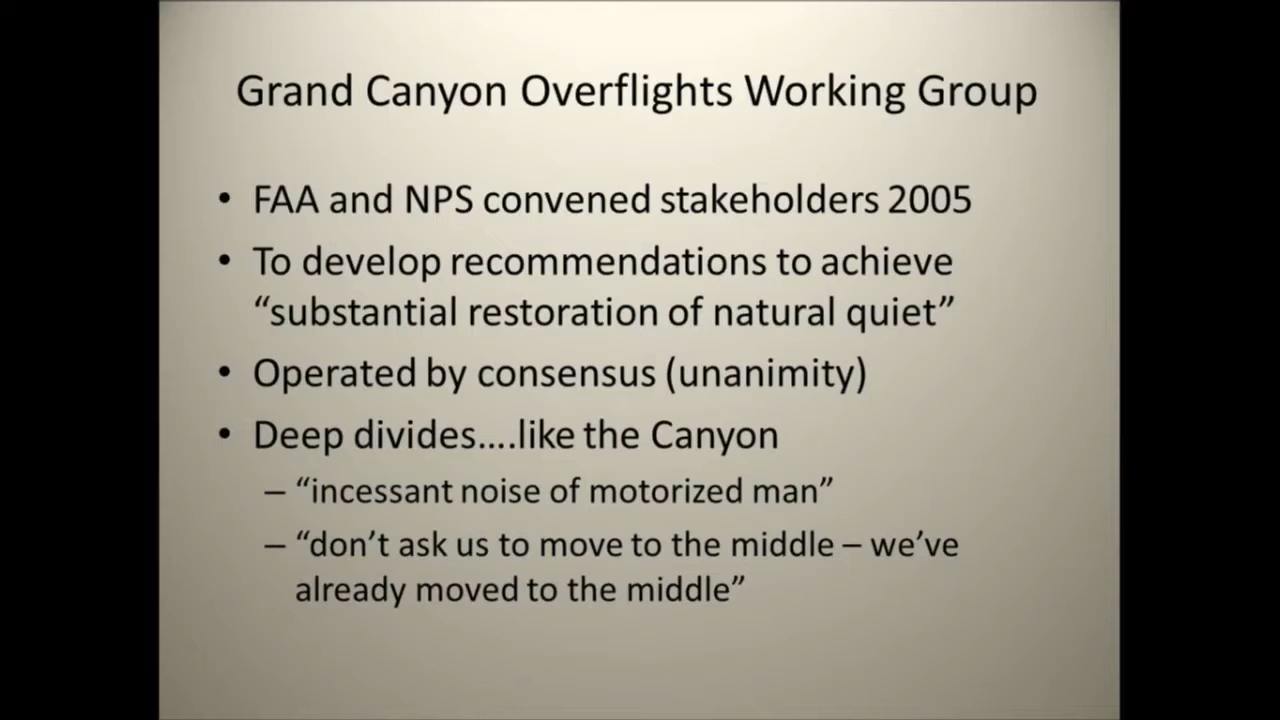 Grand Canyon Overflights Working Group
• FAA and NPS convened stakeholders 2005
• To develop recommendations to achieve
“substantial restoration of natural quiet”
• Operated by consensus (unanimity)
• Deep divides….like the Canyon
– “incessant noise of motorized man”
– “don’t ask us to move to the middle – we’ve
already moved to the middle”